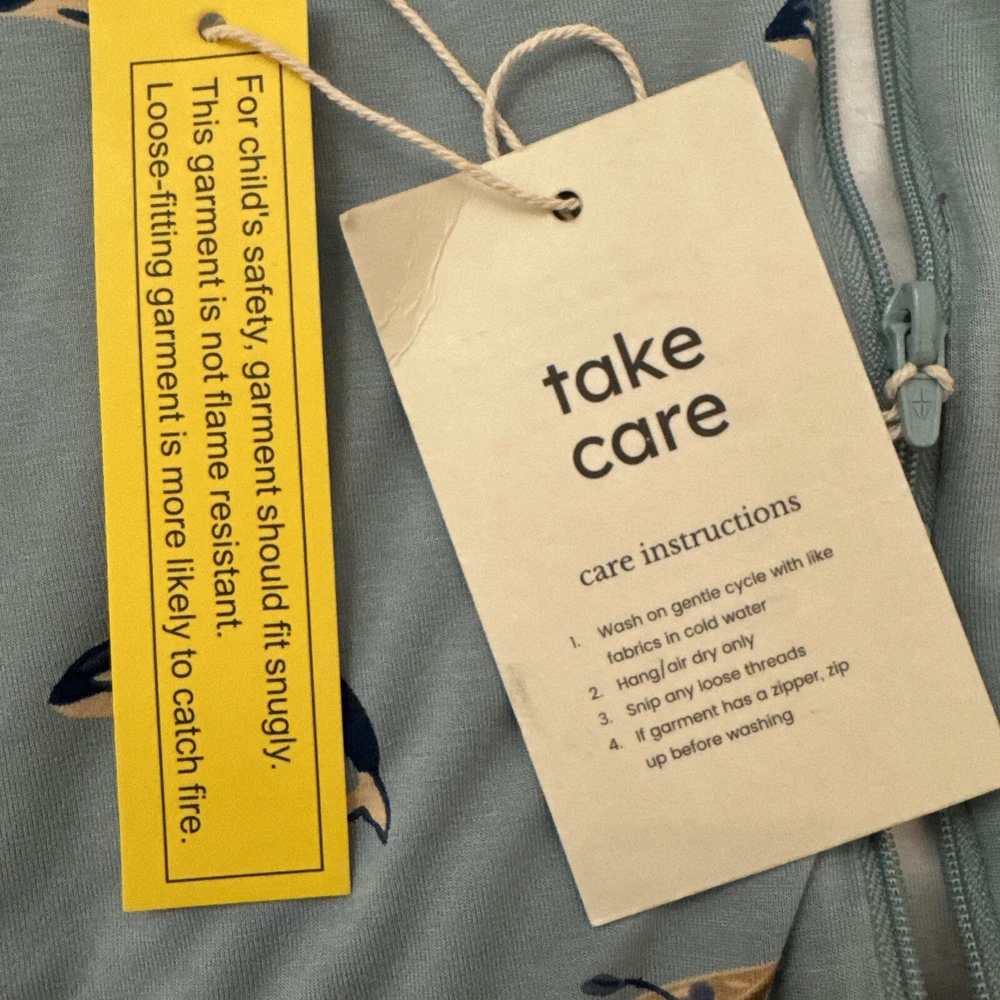 For child's safety, garment should fit snugly.
This garment is not flame resistant.
Loose-fitting garment is more likely to catch fire.
take
care
care instructions
1. Wash on gentle cycle with like
fabrics in cold water
2. Hang/air dry only
3. Snip any loose threads
4. If garment has a zipper, zip
up before washing